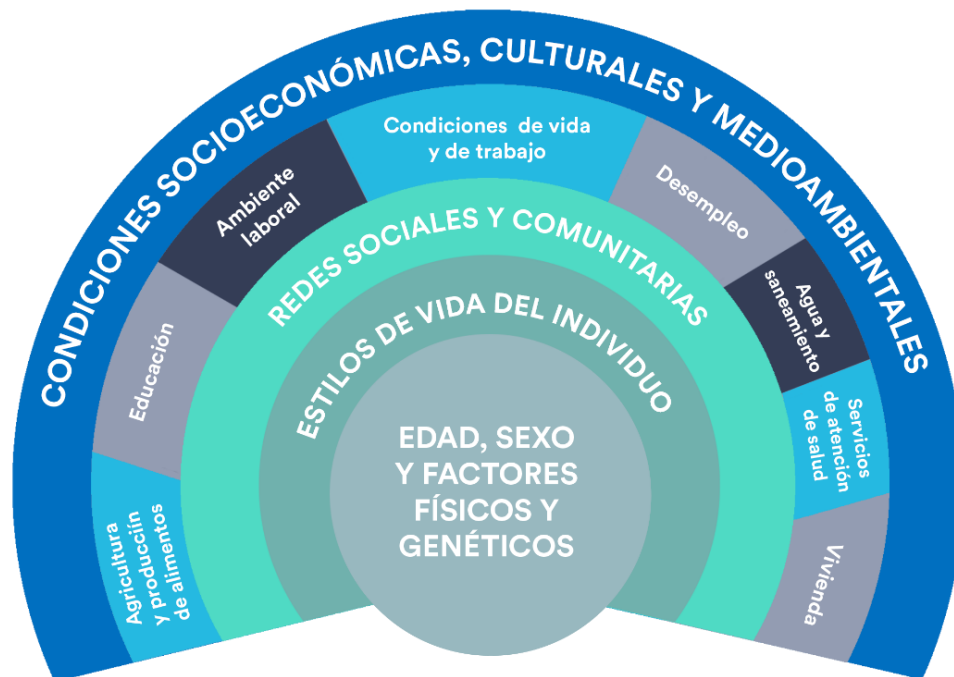 CONDICIONES SOCIOECONÓMICAS, CULTURALES Y MEDIOAMBIENTALES
Agricultura
y producciín
de alimentos
Educación
Ambiente
laboral
Condiciones de vida
y de trabajo
Desempleo
Agua y
saneamiento
Servicios
de atención
de salud
Vivienda
REDES SOCIALES Y COMUNITARIAS
ESTILOS DE VIDA DEL INDIVIDUO
EDAD, SEXO
Y FACTORES
FÍSICOS Y
GENÉTICOS